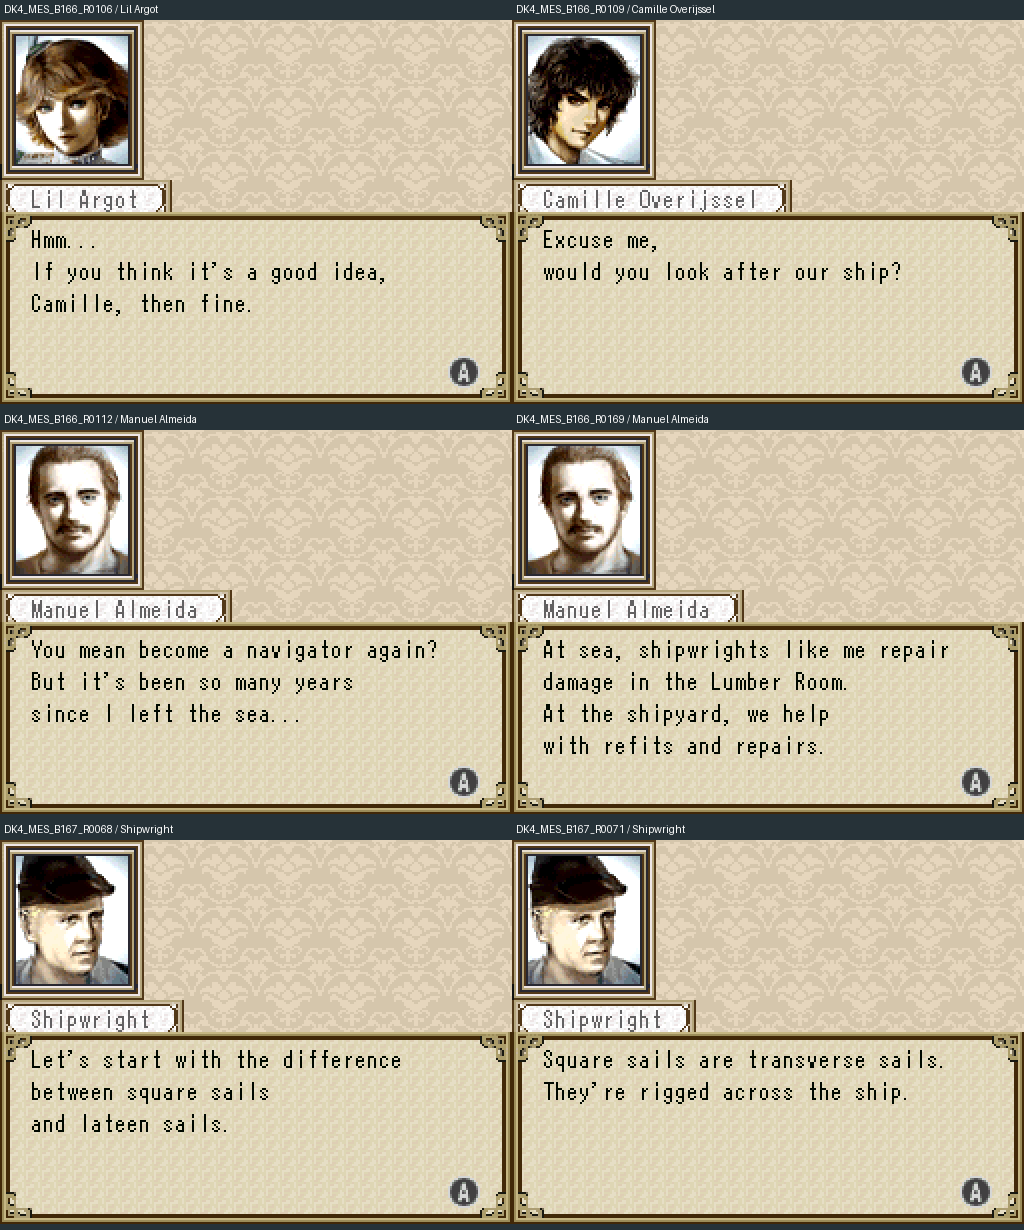 DK4_MES_B166_R0106 / Lil Argot
Lil Argot
Hmm...
If you think it's a good idea,
Camille, then fine.
A
DK4_MES_B166_R0109 / Camille Overijssel
Camille Overijssel
Excuse me,
would you look after our ship?
A
DK4_MES_B166_R0112 / Manuel Almeida
Manuel Almeida
You mean become a navigator again?
But it's been so many years
since I left the sea...
A
DK4_MES_B166_R0169 / Manuel Almeida
Manuel Almeida
At sea, shipwrights like me repair
damage in the Lumber Room.
At the shipyard, we help
with refits and repairs.
A
DK4_MES_B167_R0068 / Shipwright
Shipwright
Let's start with the difference
between square sails
and lateen sails.
A
DK4_MES_B167_R0071 / Shipwright
Shipwright
Square sails are transverse sails.
They're rigged across the ship.
A